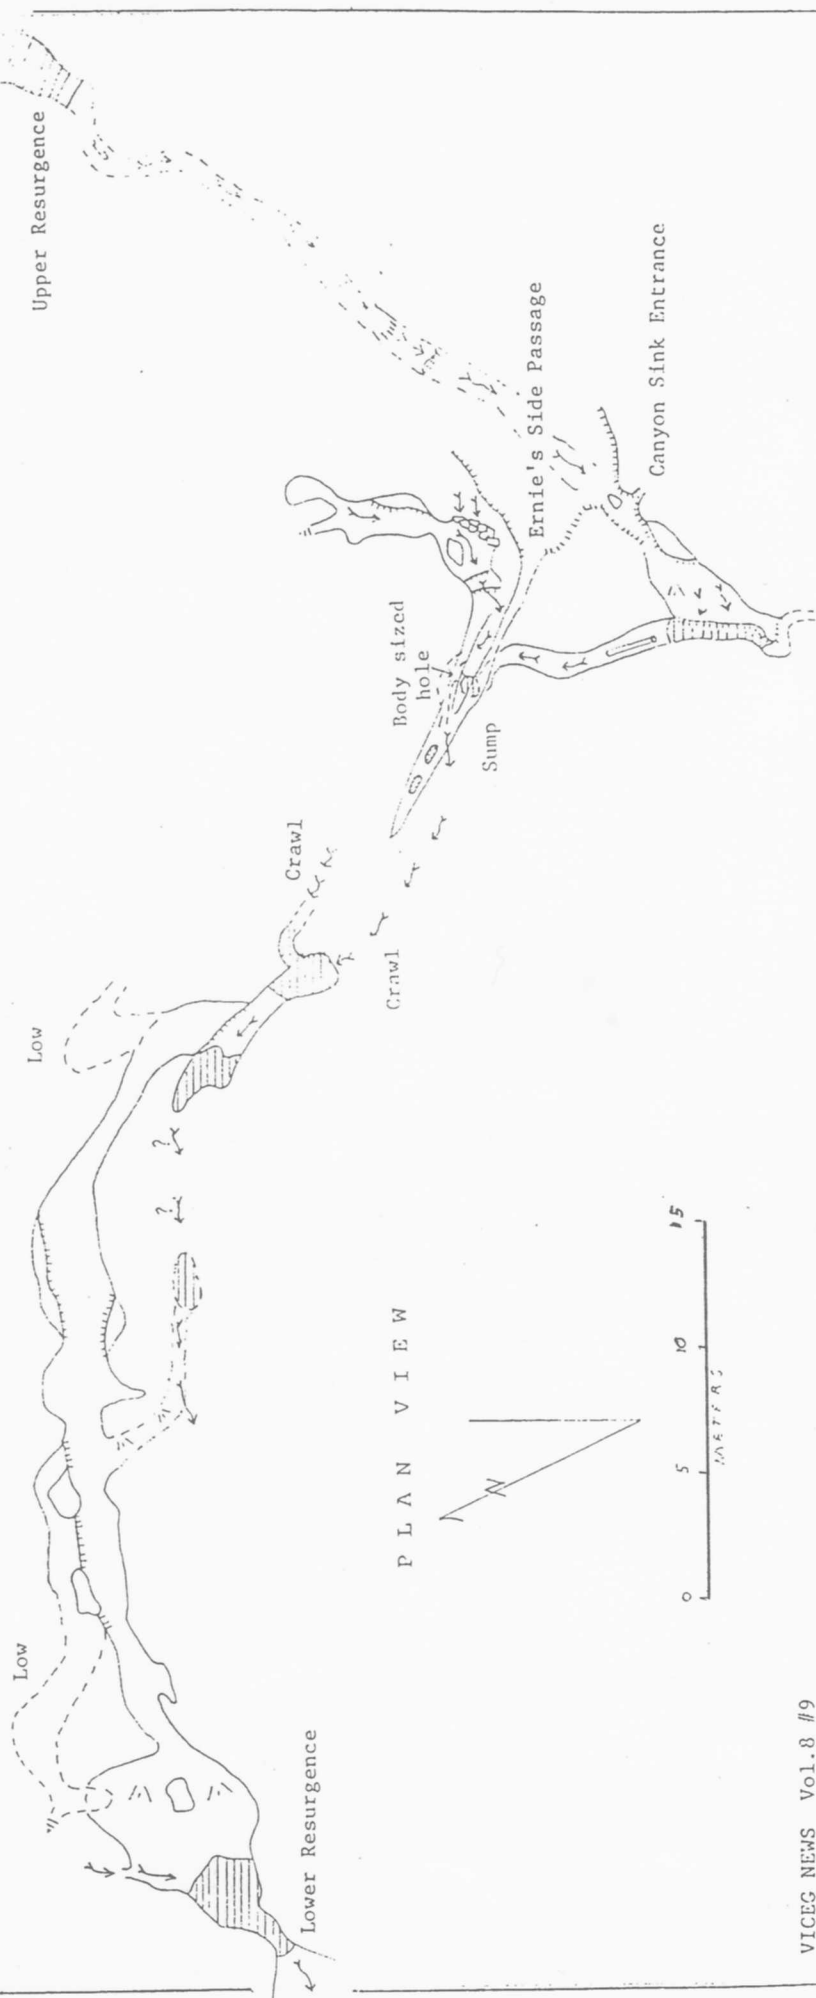 Upper Resurgence
Ernie's Side Passage
Canyon Sink Entrance
Body sized
hole
Sump
Crawl
Crawl
Low
Low
Lower Resurgence
PLAN VIEW
N
0 5 10 15
METERS
? ?
VICEG NEWS Vol.8 #9